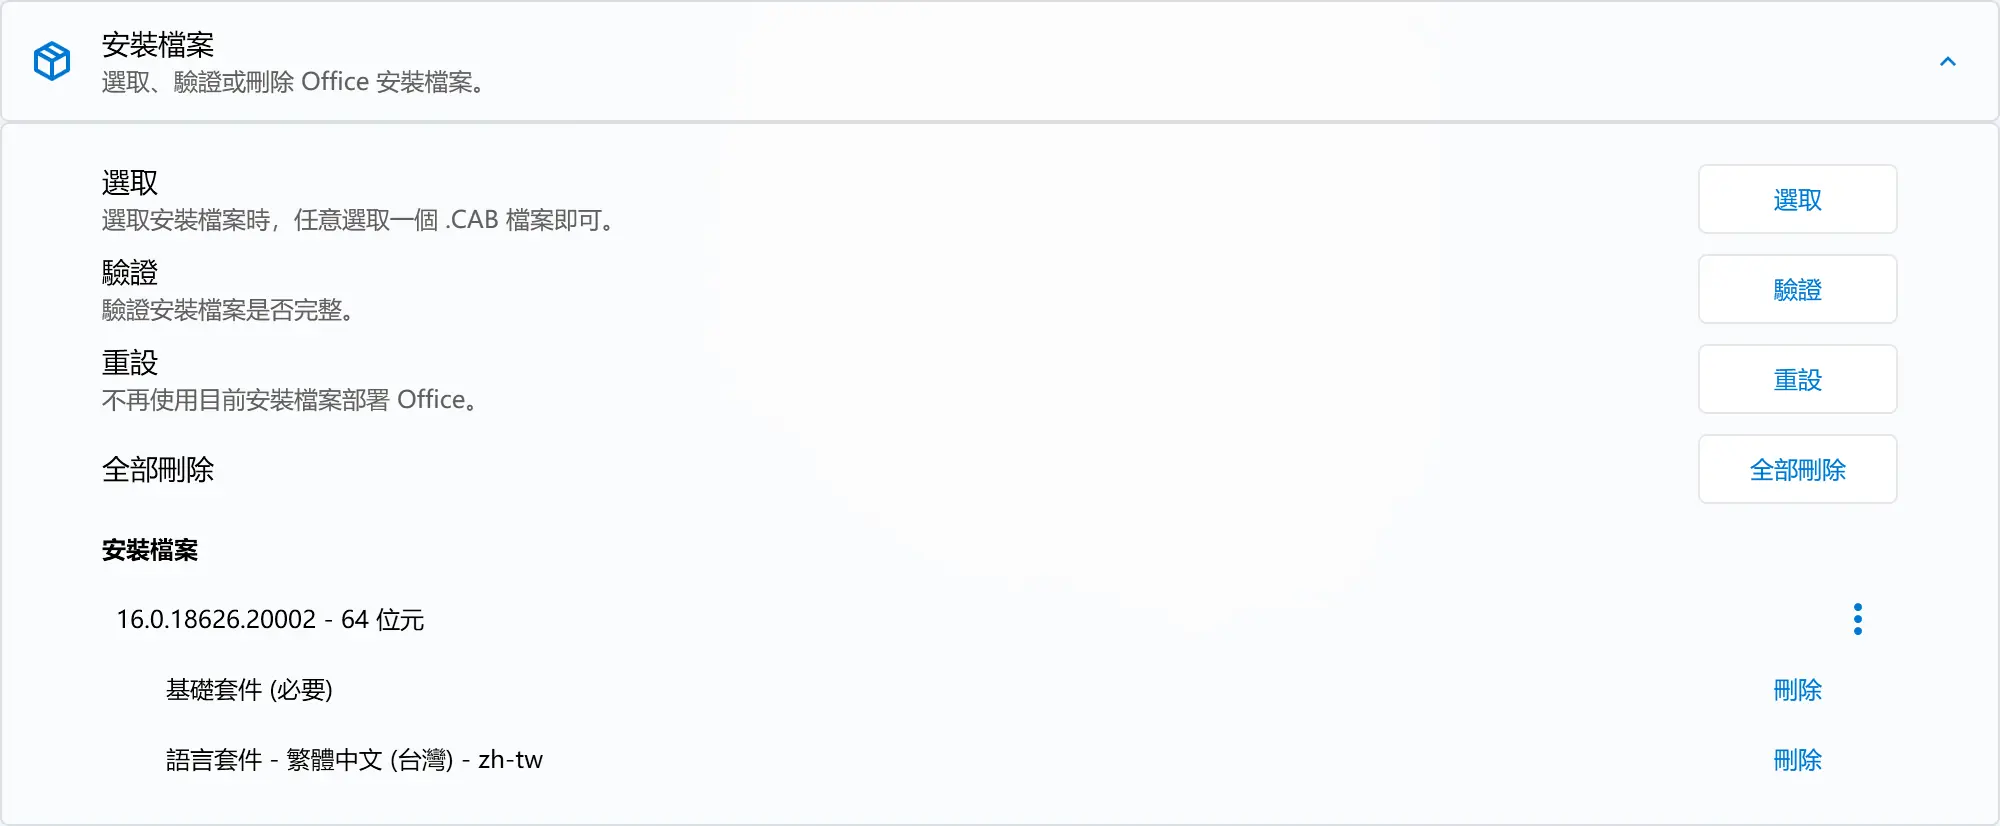 安裝檔案
選取、驗證或刪除 Office 安裝檔案。
選取
選取安裝檔案時，任意選取一個 .CAB 檔案即可。
選取
驗證
驗證安裝檔案是否完整。
驗證
重設
不再使用目前安裝檔案部署 Office。
重設
全部刪除
全部刪除
安裝檔案
16.0.18626.20002 - 64 位元
基礎套件 (必要)
刪除
語言套件 - 繁體中文 (台灣) - zh-tw
刪除